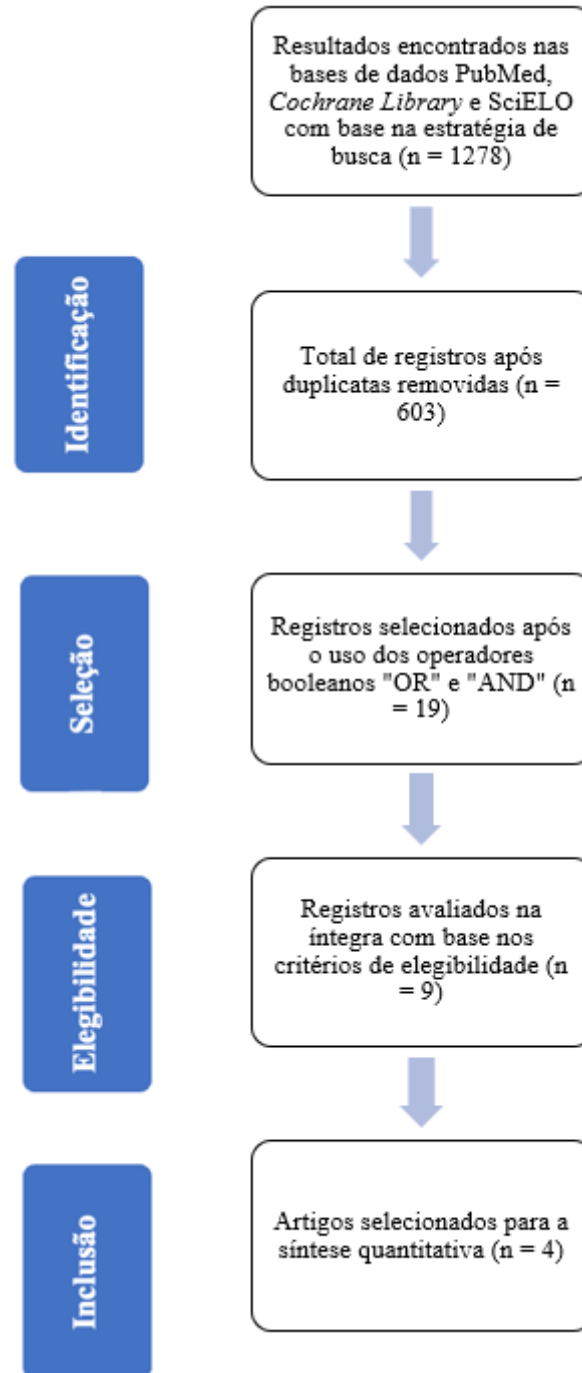 Resultados encontrados nas
bases de dados PubMed,
Cochrane Library e SciELO
com base na estratégia de
busca (n = 1278)
Identificação
Total de registros após
duplicatas removidas (n =
603)
Seleção
Registros selecionados após
o uso dos operadores
booleanos "OR" e "AND" (n
= 19)
Elegibilidade
Registros avaliados na
íntegra com base nos
critérios de elegibilidade (n
= 9)
Inclusão
Artigos selecionados para a
síntese quantitativa (n = 4)